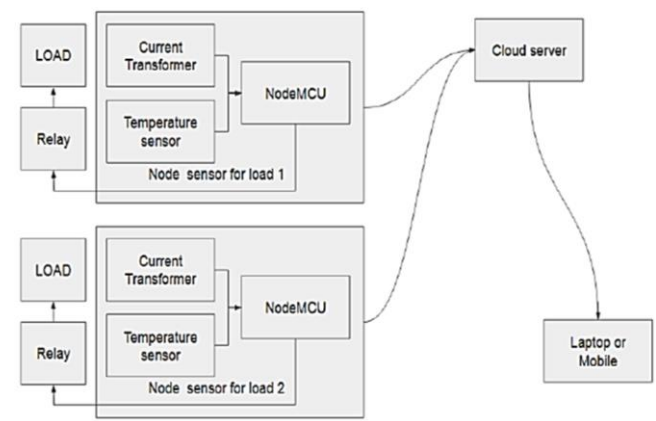 LOAD
Relay
Current
Transformer
Temperature
sensor
NodeMCU
Node sensor for load 1
Cloud server
LOAD
Relay
Current
Transformer
Temperature
sensor
NodeMCU
Node sensor for load 2
Laptop or
Mobile